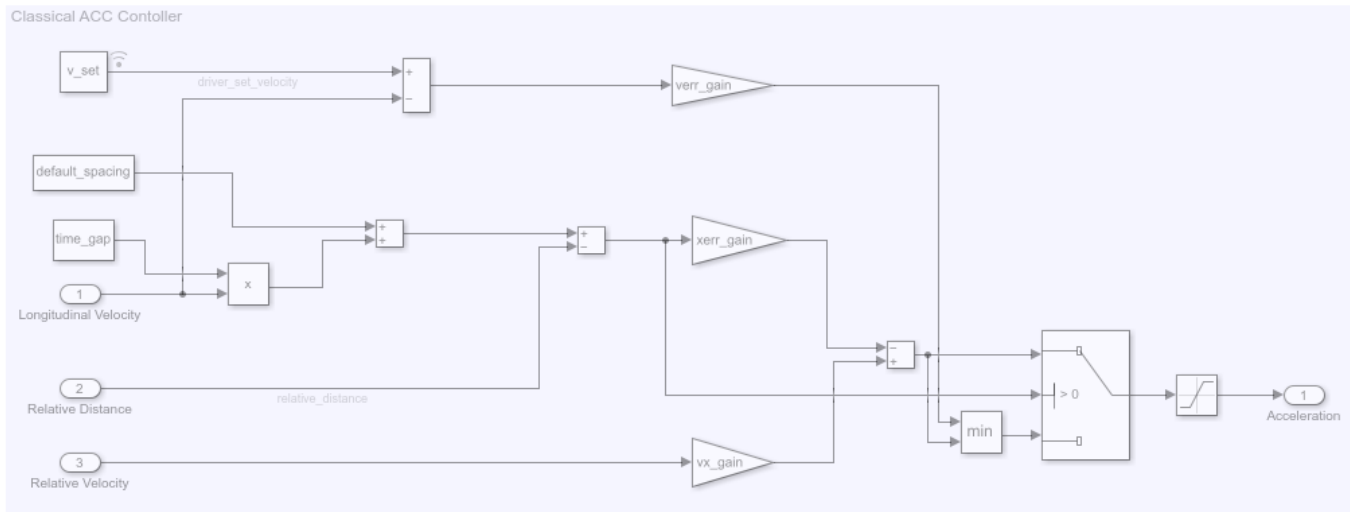 Classical ACC Contoller
v_set
driver_set_velocity
+
−
verr_gain
default_spacing
time_gap
+
+
+
−
xerr_gain
x
1
Longitudinal Velocity
−
+
> 0
2
Relative Distance
relative_distance
1
Acceleration
min
3
Relative Velocity
vx_gain